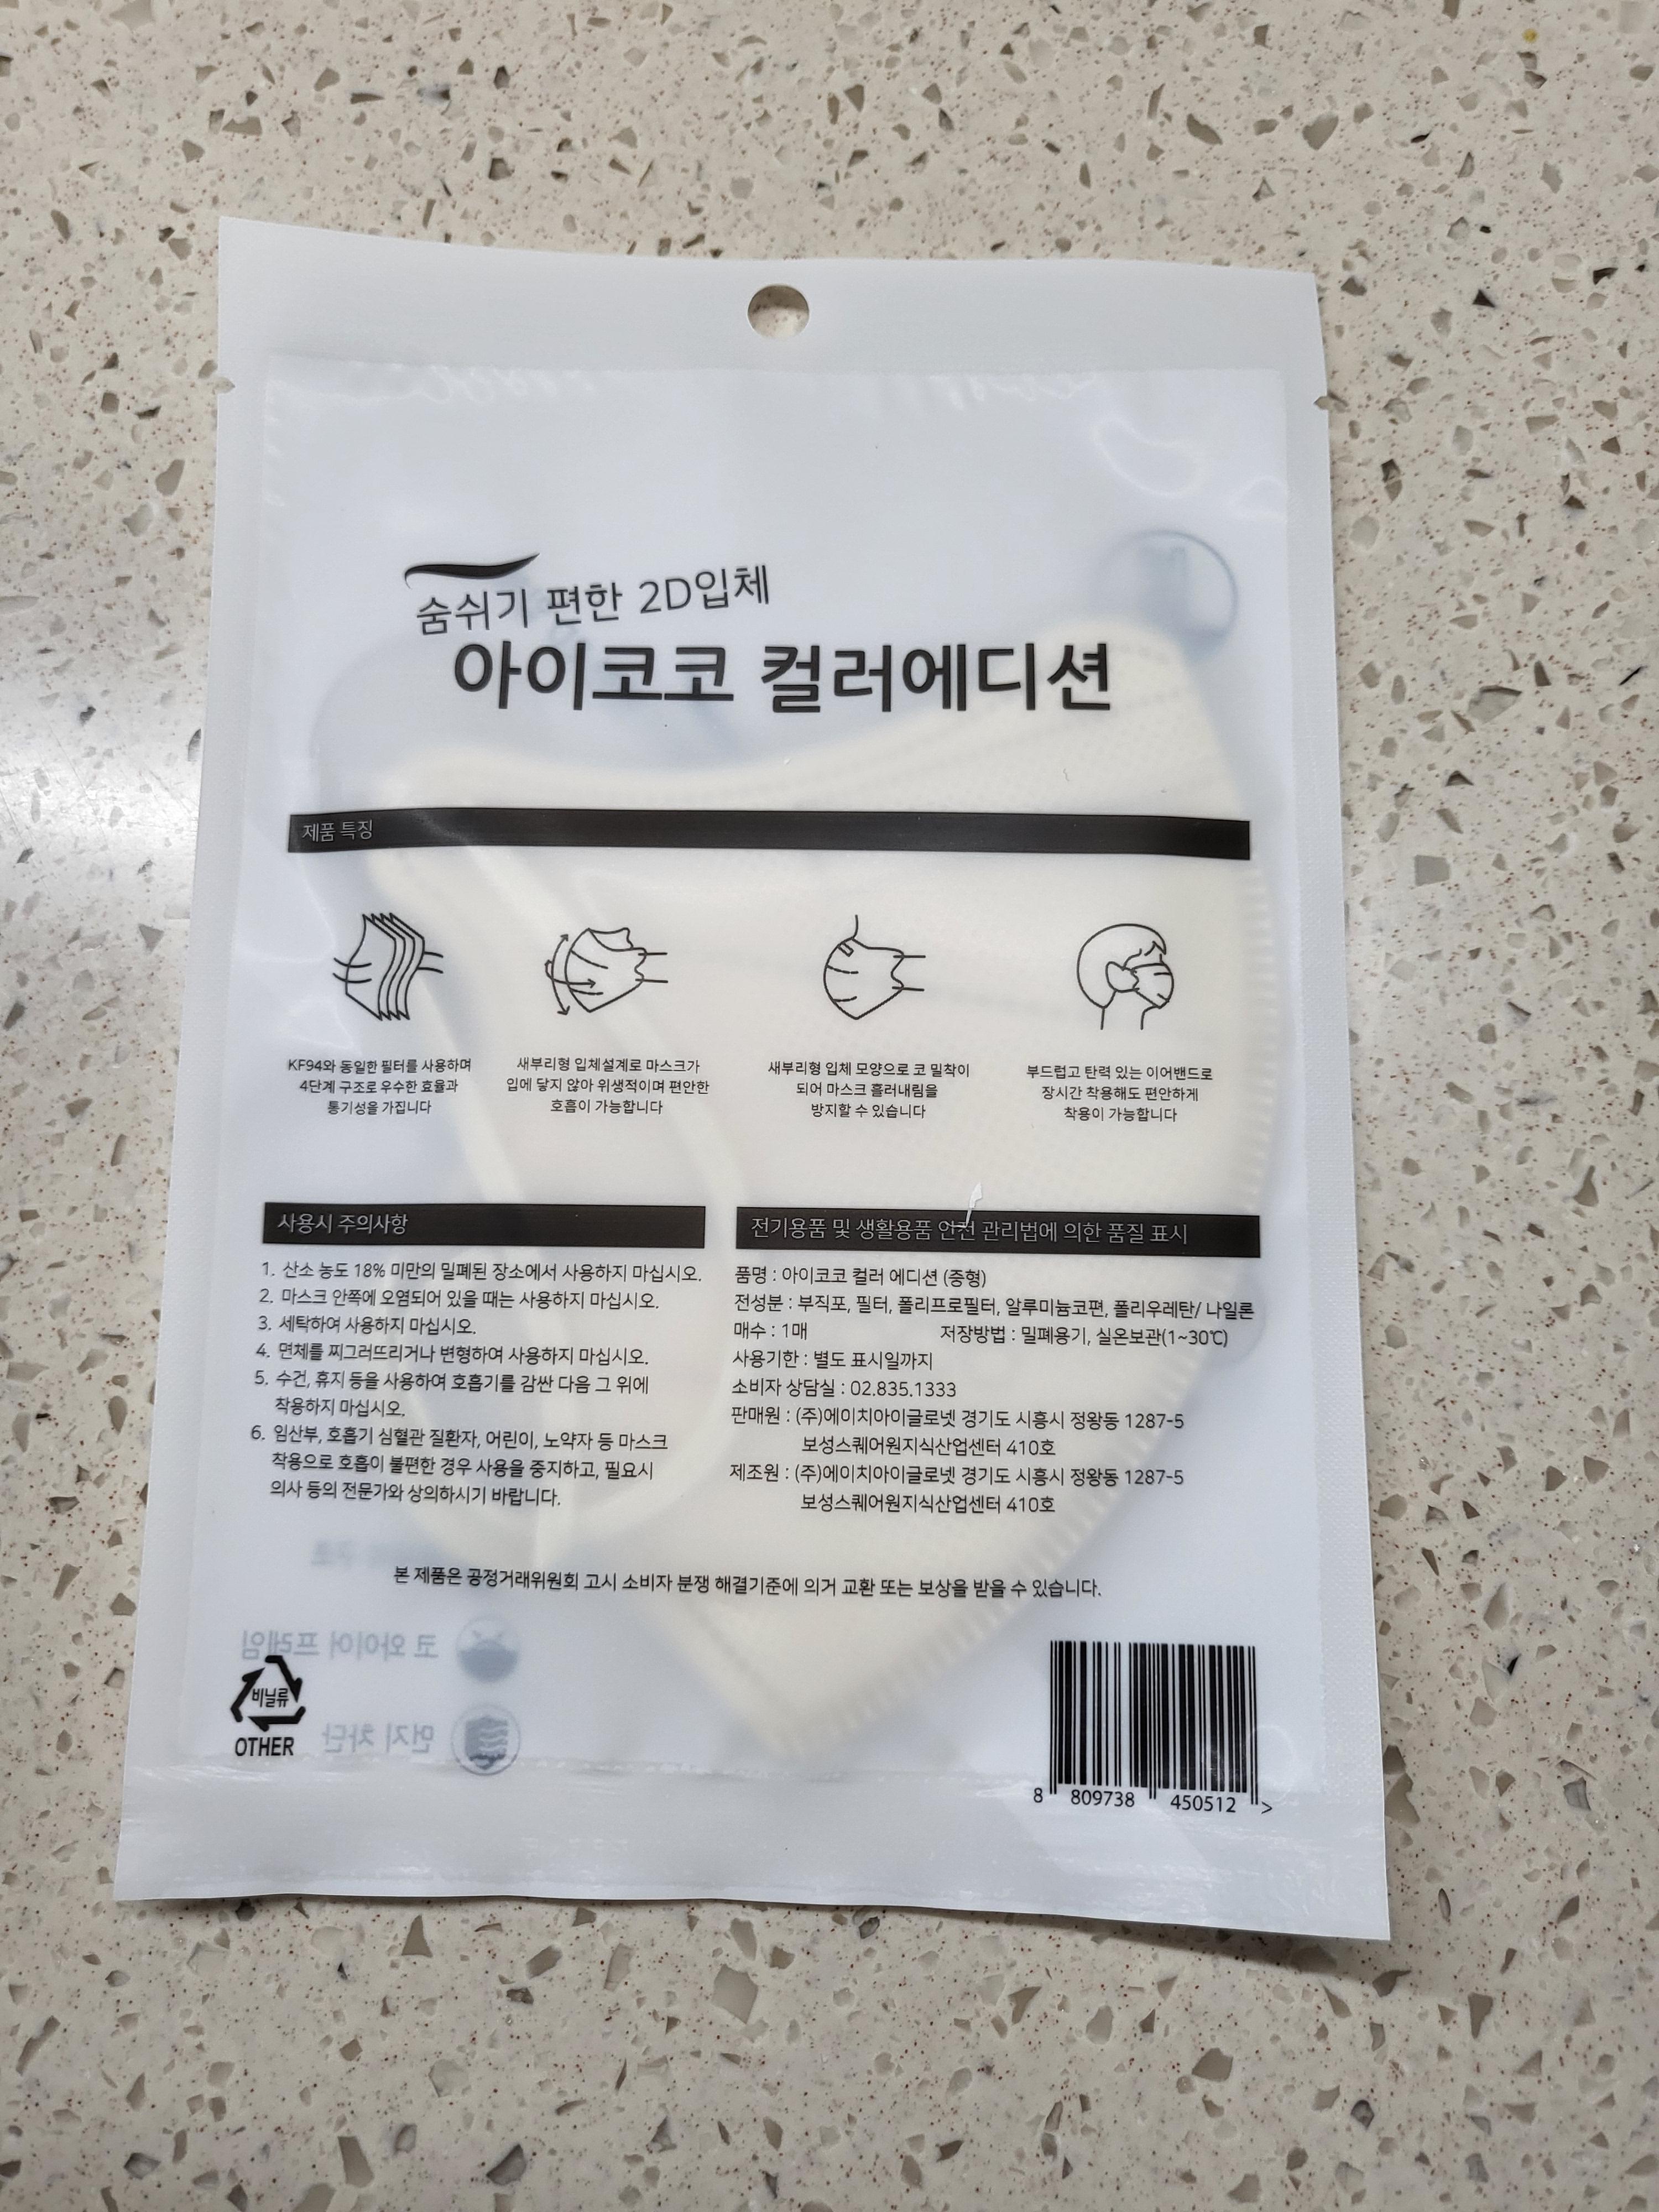 숨쉬기 편한 2D입체
아이코코 컬러에디션
제품 특징
KF94와 동일한 필터를 사용하며
4단계 구조로 우수한 효율과
통기성을 가집니다
새부리형 입체설계로 마스크가
입에 닿지 않아 위생적이며 편안한
호흡이 가능합니다
새부리형 입체 모양으로 코 밀착이
되어 마스크 흘러내림을
방지할 수 있습니다
부드럽고 탄력 있는 이어밴드로
장시간 착용해도 편안하게
착용이 가능합니다
사용시 주의사항
1. 산소 농도 18% 미만의 밀폐된 장소에서 사용하지 마십시오.
2. 마스크 안쪽에 오염되어 있을 때는 사용하지 마십시오.
3. 세탁하여 사용하지 마십시오.
4. 면체를 찌그러뜨리거나 변형하여 사용하지 마십시오.
5. 수건, 휴지 등을 사용하여 호흡기를 감싼 다음 그 위에
착용하지 마십시오.
6. 임산부, 호흡기 심혈관 질환자, 어린이, 노약자 등 마스크
착용으로 호흡이 불편한 경우 사용을 중지하고, 필요시
의사 등의 전문가와 상의하시기 바랍니다.
전기용품 및 생활용품 안전 관리법에 의한 품질 표시
품명 : 아이코코 컬러 에디션 (중형)
전성분 : 부직포, 필터, 폴리프로필터, 알루미늄코편, 폴리우레탄/ 나일론
매수 : 1매 저장방법 : 밀폐용기, 실온보관(1~30℃)
사용기한 : 별도 표시일까지
소비자 상담실 : 02.835.1333
판매원 : (주)에이치아이글로넷 경기도 시흥시 정왕동 1287-5
보성스퀘어원지식산업센터 410호
제조원 : (주)에이치아이글로넷 경기도 시흥시 정왕동 1287-5
보성스퀘어원지식산업센터 410호
본 제품은 공정거래위원회 고시 소비자 분쟁 해결기준에 의거 교환 또는 보상을 받을 수 있습니다.
코 와이어 프레임
먼지 차단
비닐류
OTHER
8 809738 450512 >